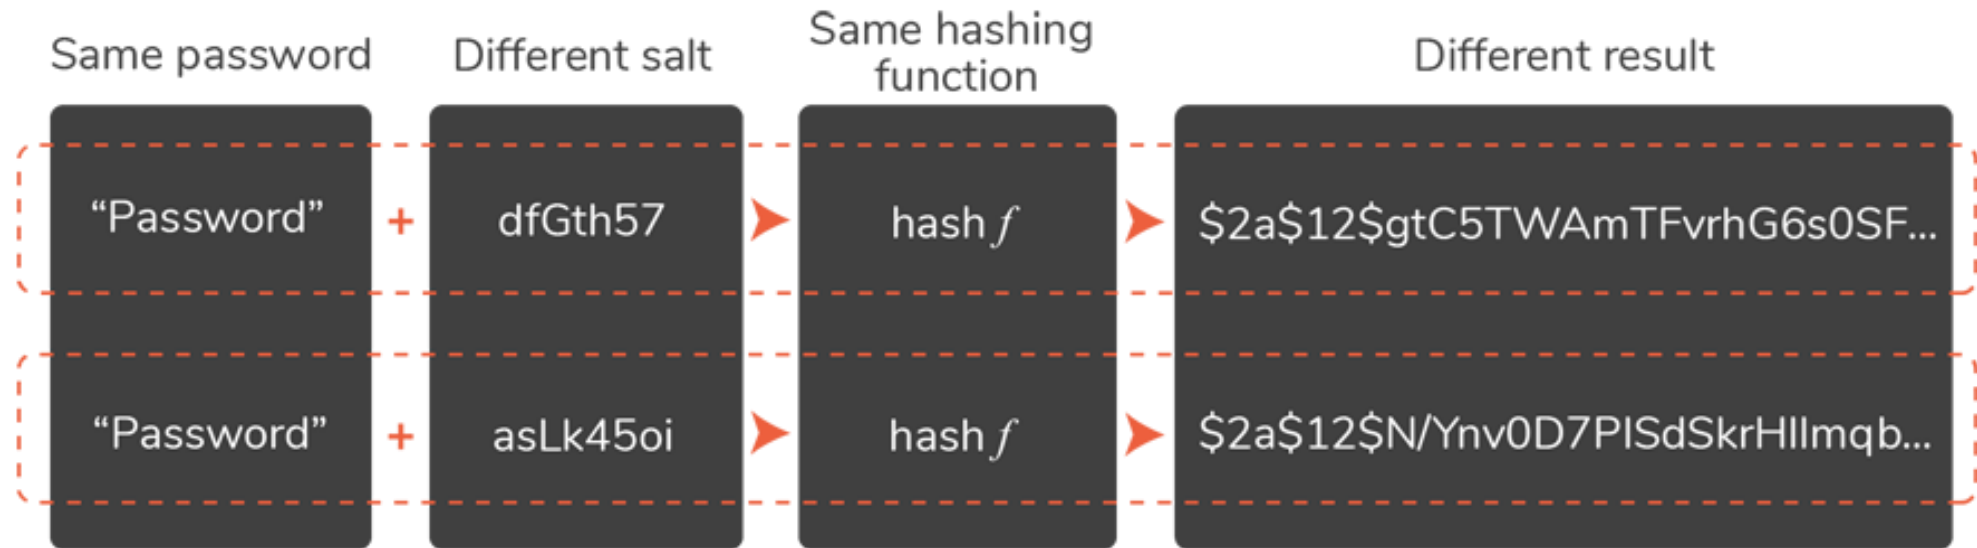 Same password
Different salt
Same hashing
function
Different result
“Password” + dfGth57 hash f $2a$12$gtC5TWAmTFvrhG6s0SF...
“Password” + asLk45oi hash f $2a$12$N/Ynv0D7PISdSkrHIImqb...